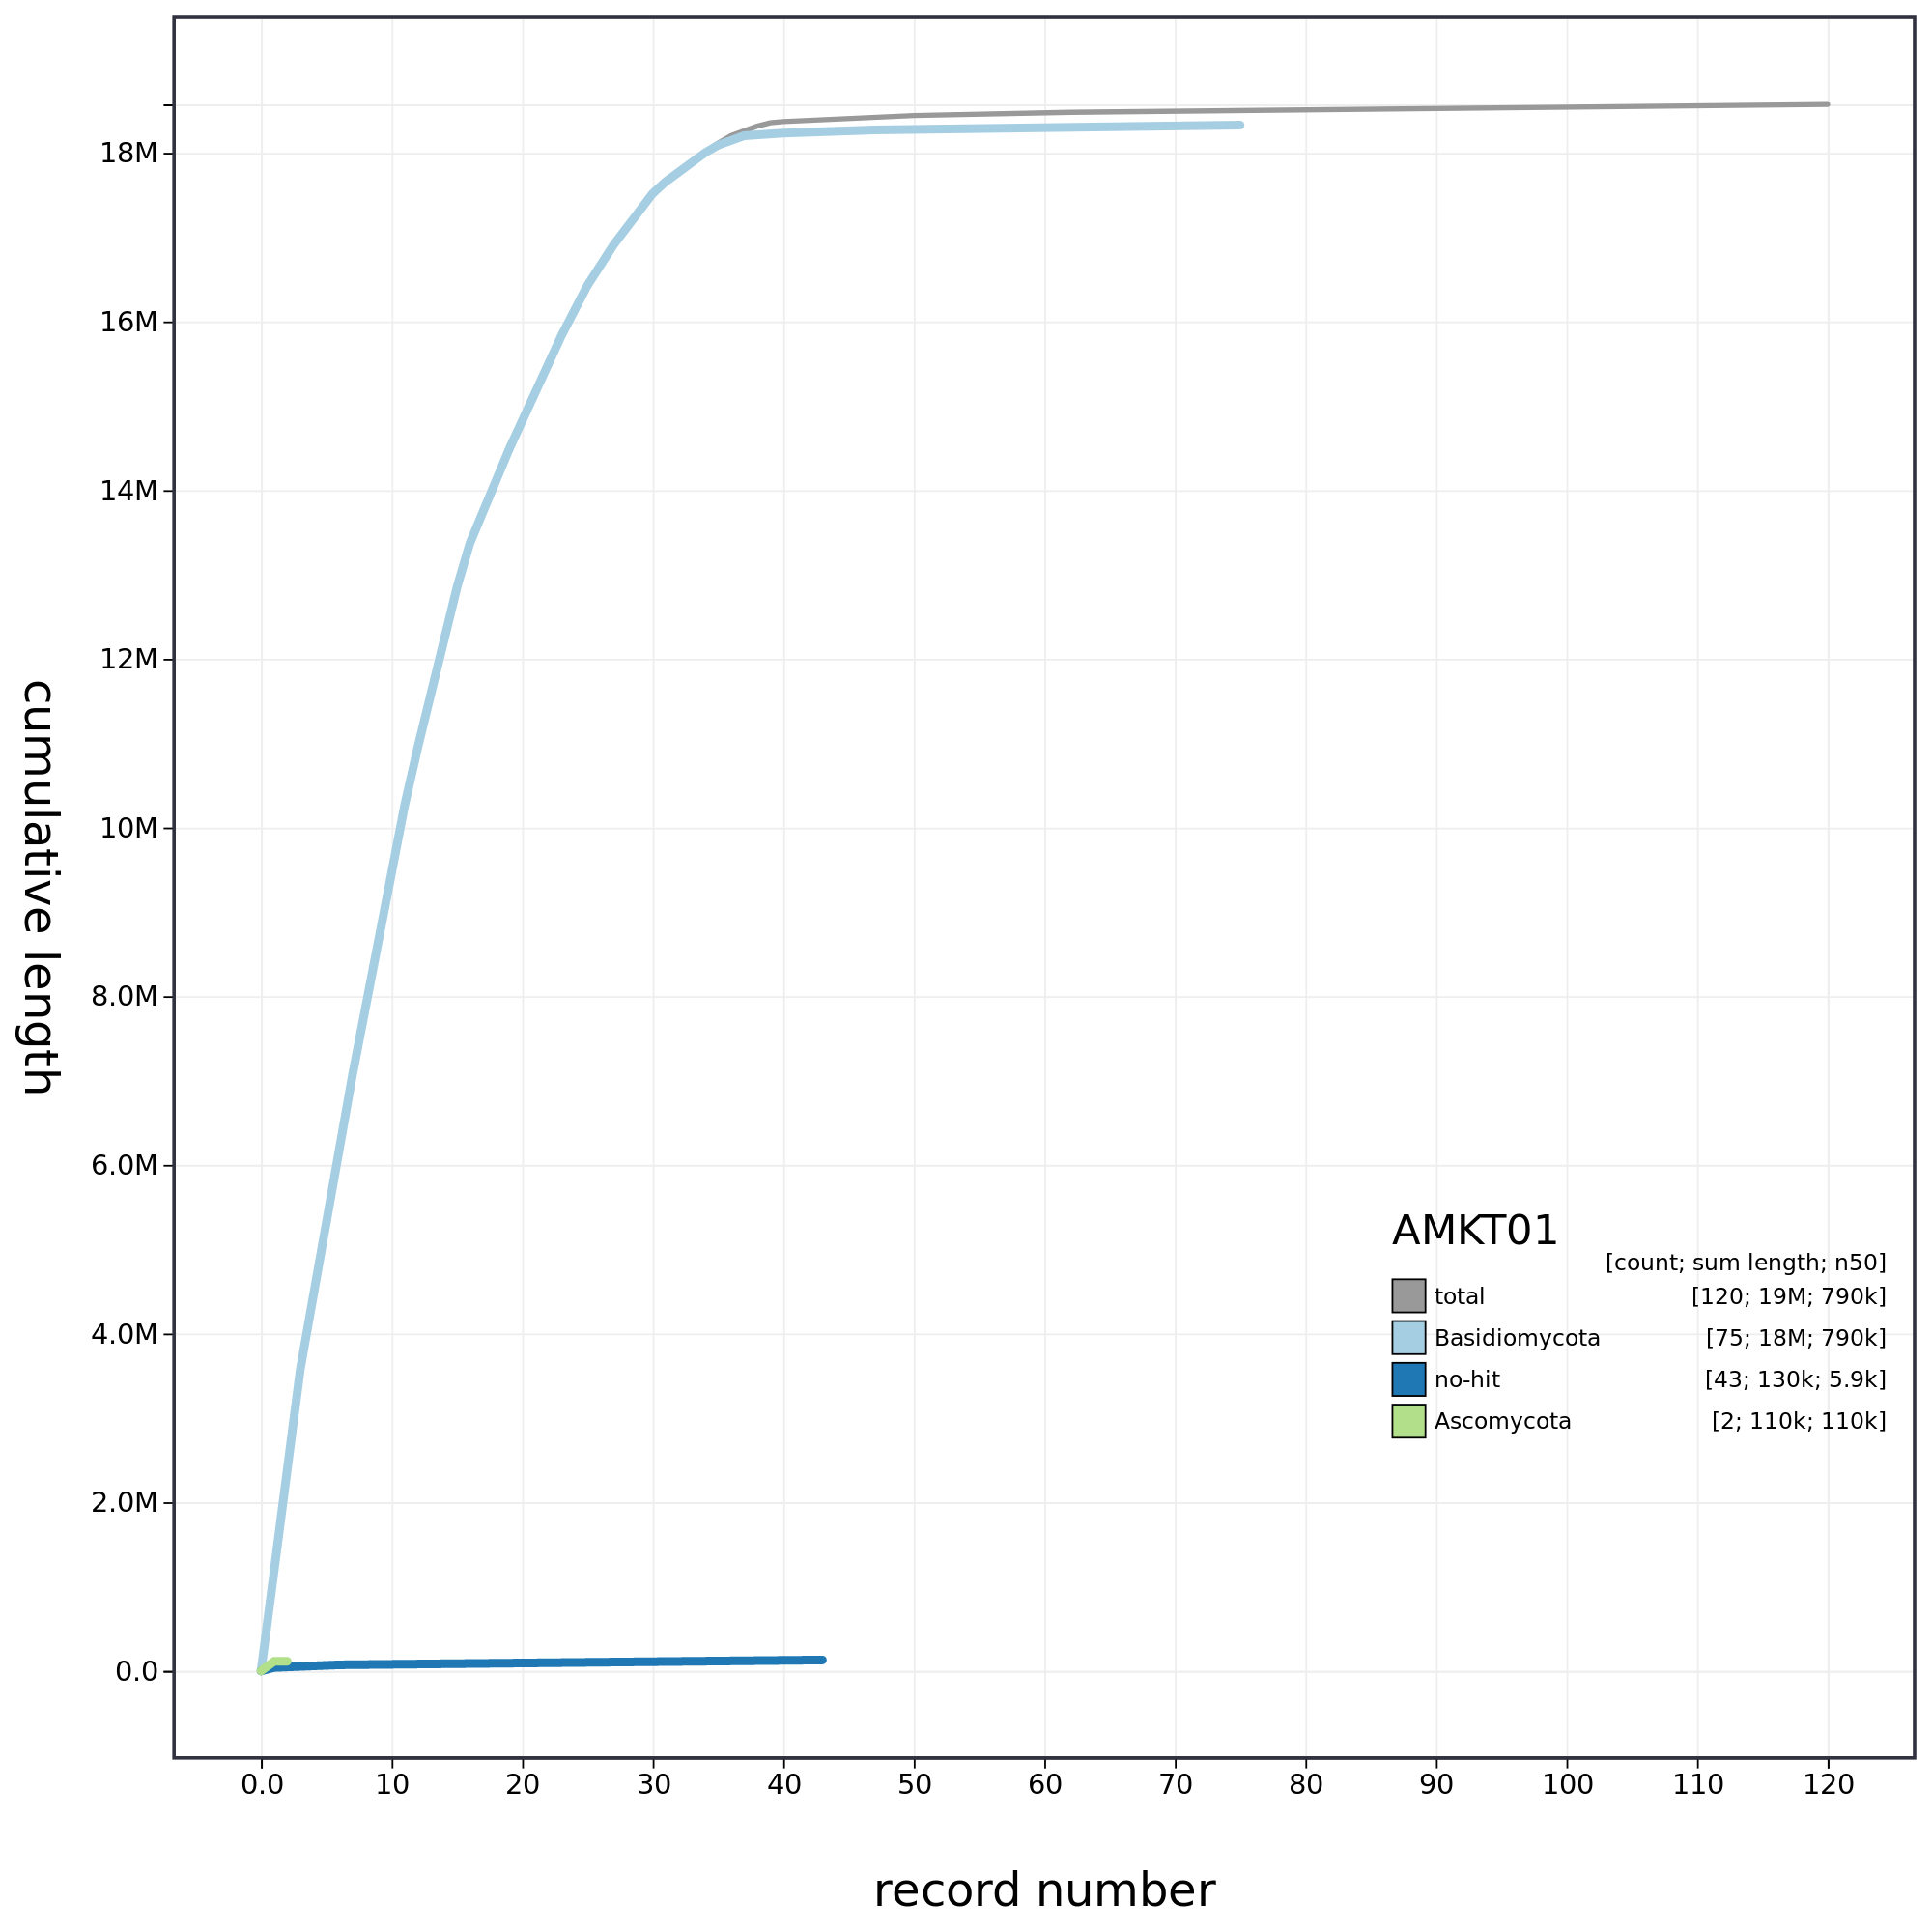 cumulative length
18M
16M
14M
12M
10M
8.0M
6.0M
4.0M
2.0M
0.0
AMKT01
[count; sum length; n50]
total [120; 19M; 790k]
Basidiomycota [75; 18M; 790k]
no-hit [43; 130k; 5.9k]
Ascomycota [2; 110k; 110k]
0.0 10 20 30 40 50 60 70 80 90 100 110 120
record number